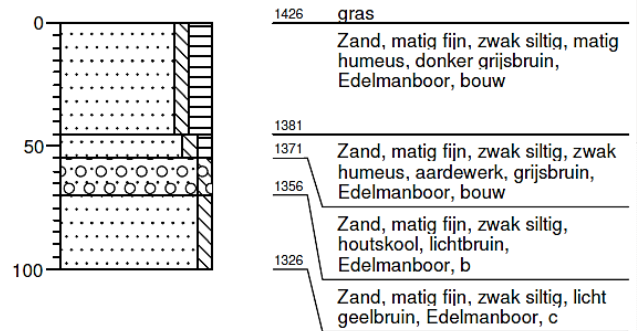 0
50
100
1426 gras
Zand, matig fijn, zwak siltig, matig
humeus, donker grijsbruin,
Edelmanboor, bouw
1381
1371
Zand, matig fijn, zwak siltig, zwak
humeus, aardewerk, grijsbruin,
Edelmanboor, bouw
1356
Zand, matig fijn, zwak siltig,
houtskool, lichtbruin,
Edelmanboor, b
1326
Zand, matig fijn, zwak siltig, licht
geelbruin, Edelmanboor, c